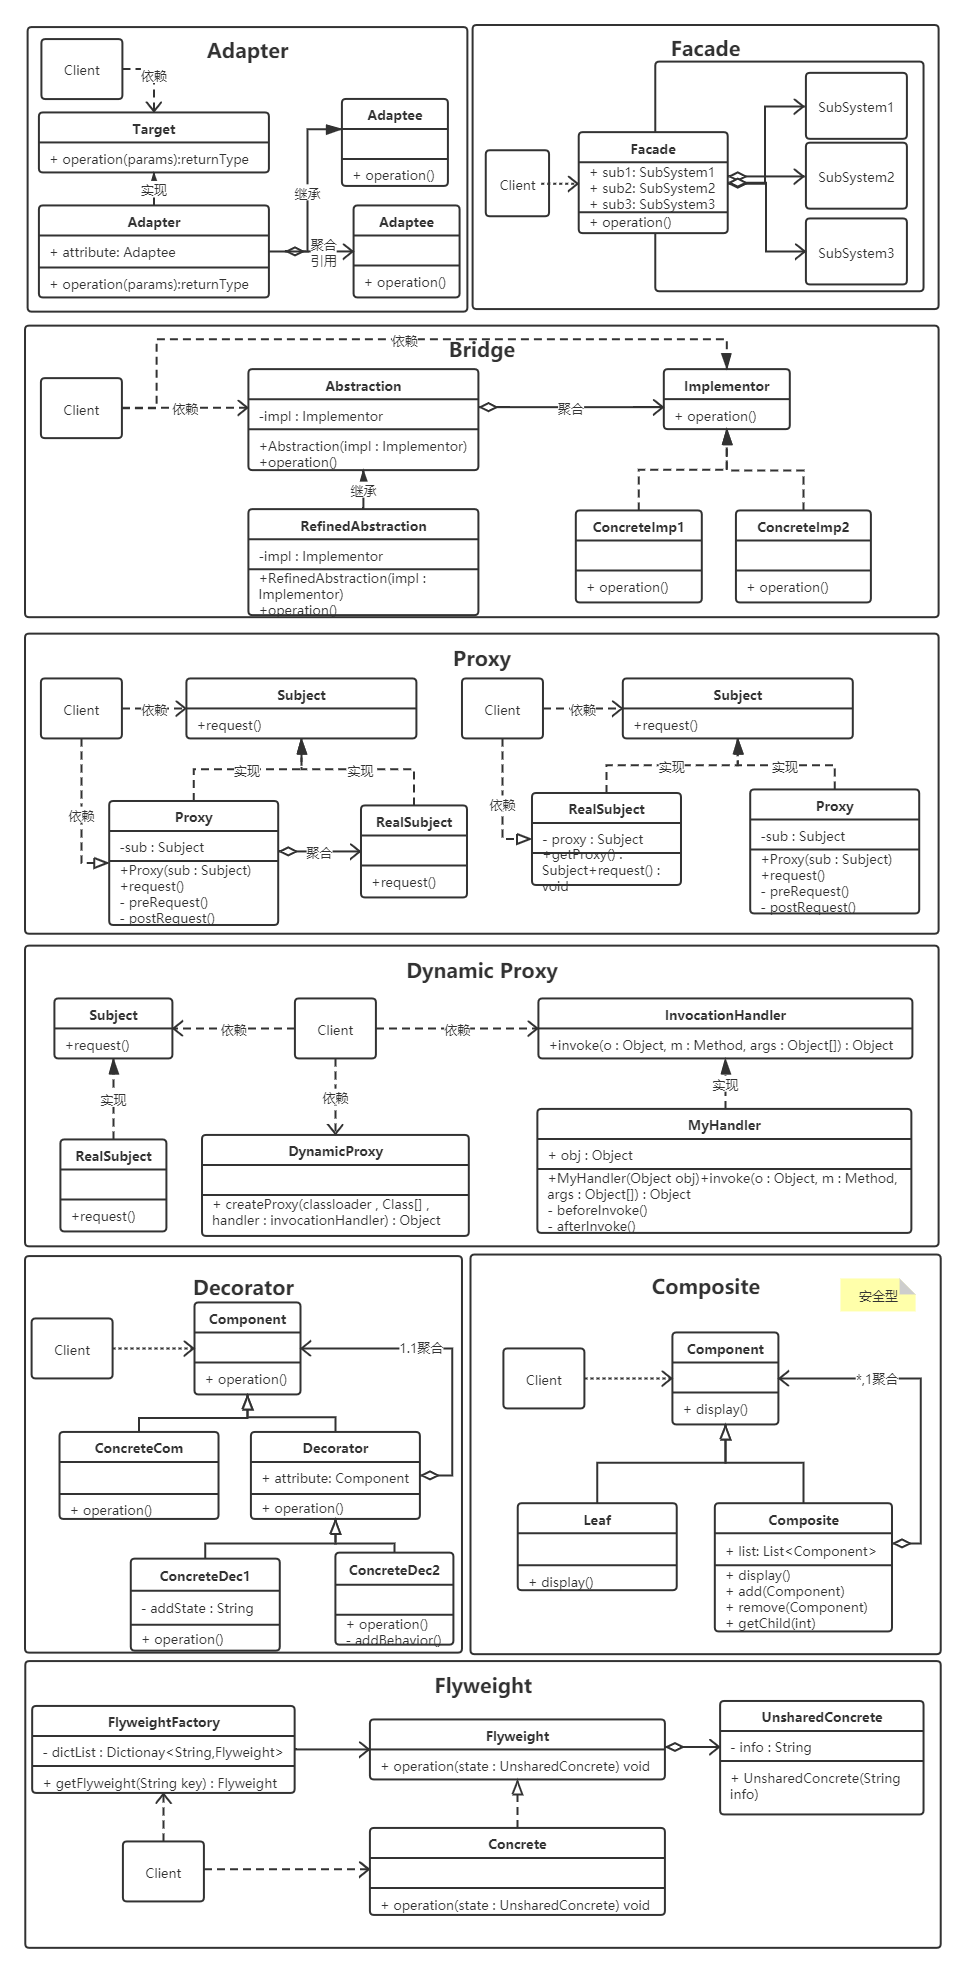 Adapter
Client
依赖
Target
+ operation(params):returnType
实现
Adapter
+ attribute: Adaptee
+ operation(params):returnType
继承
Adaptee
+ operation()
聚合
引用
Adaptee
+ operation()
Facade
Client
Facade
+ sub1: SubSystem1
+ sub2: SubSystem2
+ sub3: SubSystem3
+ operation()
SubSystem1
SubSystem2
SubSystem3
Bridge
依赖
Client
依赖
Abstraction
-impl : Implementor
+Abstraction(impl : Implementor)
+operation()
聚合
Implementor
+ operation()
继承
RefinedAbstraction
-impl : Implementor
+RefinedAbstraction(impl :
Implementor)
+operation()
ConcreteImp1
+ operation()
ConcreteImp2
+ operation()
Proxy
Client
依赖
Subject
+request()
实现
实现
依赖
Proxy
-sub : Subject
+Proxy(sub : Subject)
+request()
- preRequest()
- postRequest()
聚合
RealSubject
+request()
Client
依赖
Subject
+request()
实现
实现
依赖
RealSubject
- proxy : Subject
+getProxy() :
Subject+request() :
void
Proxy
-sub : Subject
+Proxy(sub : Subject)
+request()
- preRequest()
- postRequest()
Dynamic Proxy
Subject
+request()
依赖
Client
依赖
InvocationHandler
+invoke(o : Object, m : Method, args : Object[]) : Object
实现
依赖
实现
RealSubject
+request()
DynamicProxy
+ createProxy(classloader , Class[] ,
handler : invocationHandler) : Object
MyHandler
+ obj : Object
+MyHandler(Object obj)+invoke(o : Object, m : Method,
args : Object[]) : Object
- beforeInvoke()
- afterInvoke()
Decorator
Client
Component
+ operation()
1.1聚合
ConcreteCom
+ operation()
Decorator
+ attribute: Component
+ operation()
ConcreteDec1
- addState : String
+ operation()
ConcreteDec2
+ operation()
- addBehavior()
Composite
安全型
Client
Component
+ display()
*,1聚合
Leaf
+ display()
Composite
+ list: List<Component>
+ display()
+ add(Component)
+ remove(Component)
+ getChild(int)
Flyweight
FlyweightFactory
- dictList : Dictionay<String,Flyweight>
+ getFlyweight(String key) : Flyweight
Flyweight
+ operation(state : UnsharedConcrete) void
UnsharedConcrete
- info : String
+ UnsharedConcrete(String
info)
Client
Concrete
+ operation(state : UnsharedConcrete) void